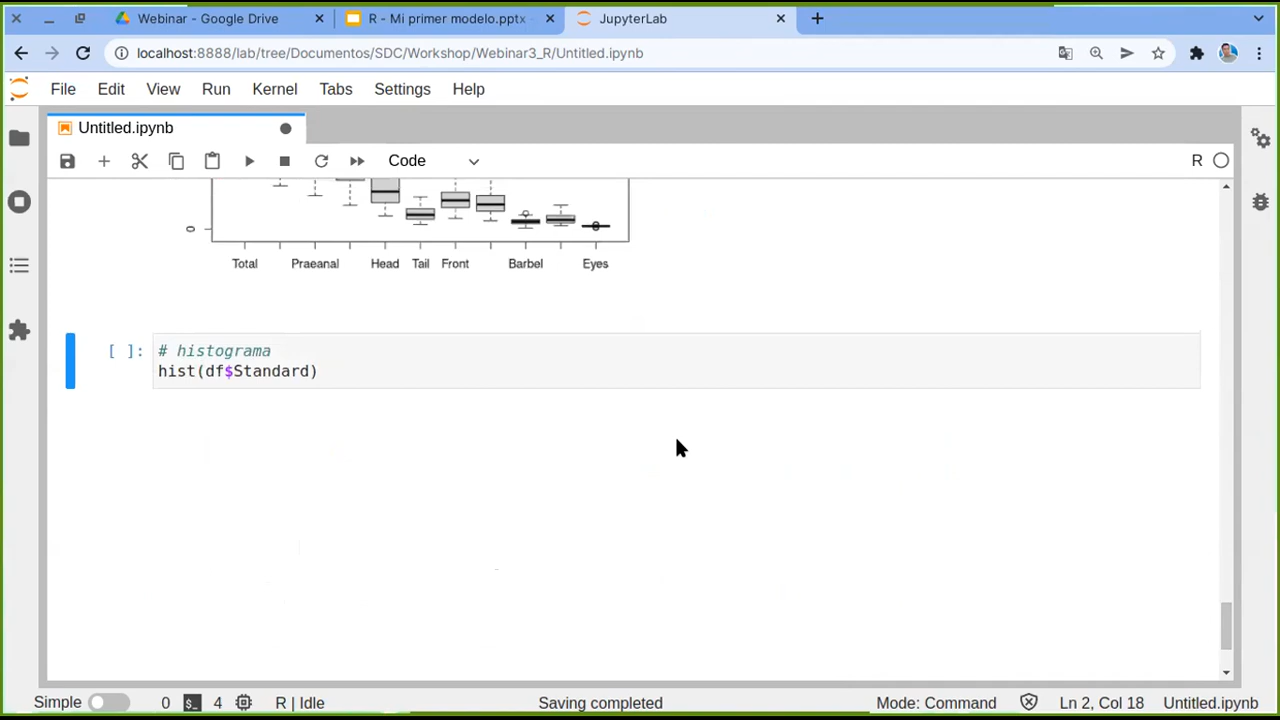 Webinar - Google Drive
R - Mi primer modelo.pptx -
JupyterLab
localhost:8888/lab/tree/Documentos/SDC/Workshop/Webinar3_R/Untitled.ipynb
File Edit View Run Kernel Tabs Settings Help
Untitled.ipynb
Code
R
0
Total Praeanal Head Tail Front Barbel Eyes
[ ]: # histograma
hist(df$Standard)
Simple 0 $_ 4 R | Idle Saving completed Mode: Command Ln 2, Col 18 Untitled.ipynb